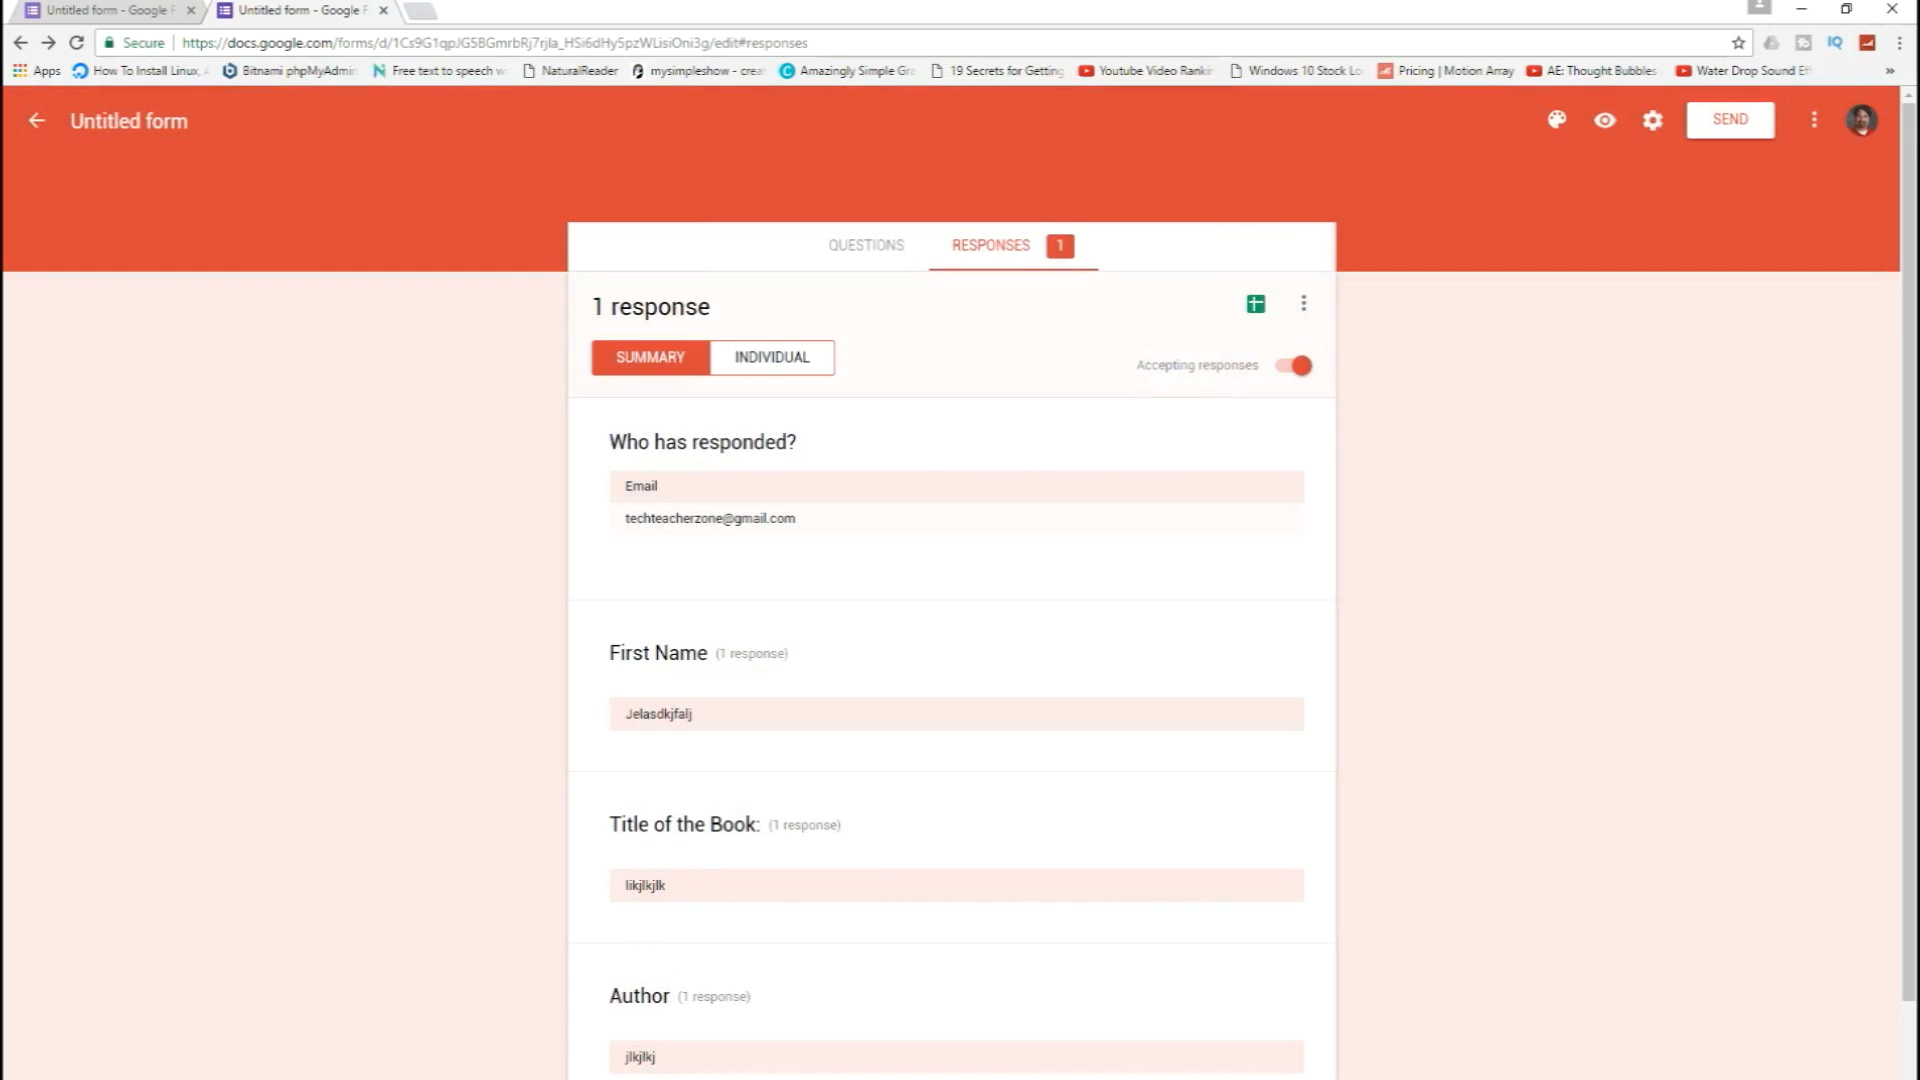 Untitled form - Google F
Untitled form - Google F
Secure https://docs.google.com/forms/d/1Cs9G1qpJG5BGmrbRj7rjla_HSi6dHy5pzWLisiOni3g/edit#responses
IQ
Apps How To Install Linux, Bitnami phpMyAdmin Free text to speech NaturalReader mysimpleshow - crea Amazingly Simple Gra 19 Secrets for Getting Youtube Video Rankin Windows 10 Stock Lo Pricing | Motion Array AE: Thought Bubbles Water Drop Sound Eff
Untitled form
SEND
QUESTIONS RESPONSES 1
1 response
SUMMARY INDIVIDUAL
Accepting responses
Who has responded?
Email
techteacherzone@gmail.com
First Name (1 response)
Jelasdkjfalj
Title of the Book: (1 response)
likjlkjlk
Author (1 response)
jlkjlkj